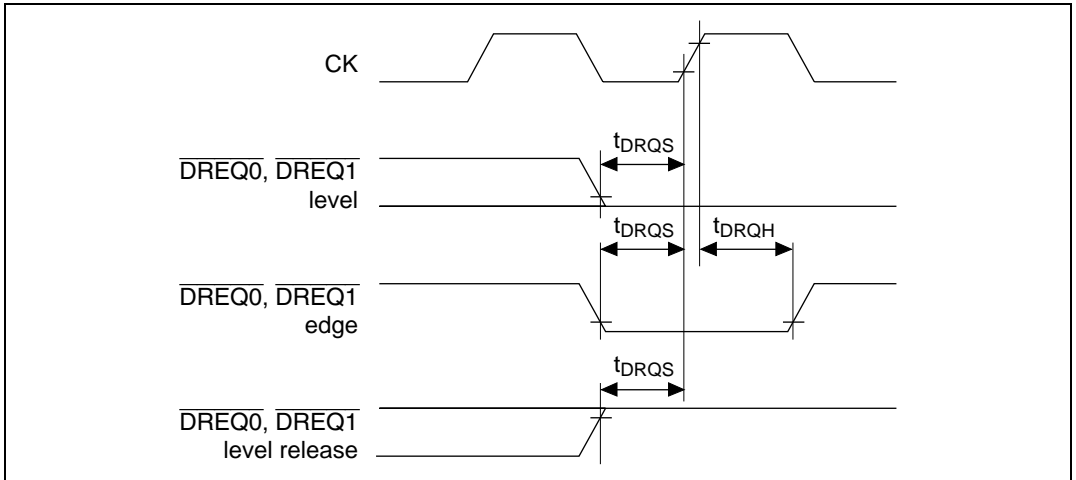 CK
tDRQS
DREQ0, DREQ1
level
tDRQS tDRQH
DREQ0, DREQ1
edge
tDRQS
DREQ0, DREQ1
level release